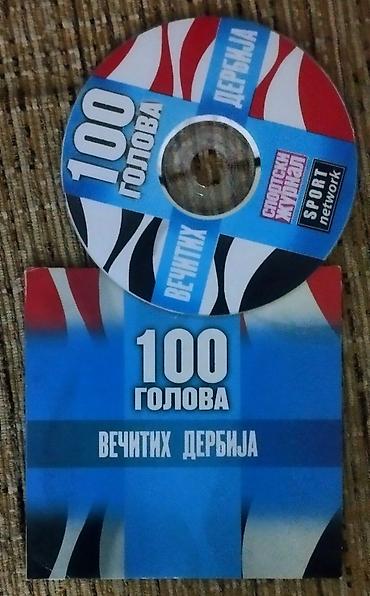 100
ГОЛОВА
ВЕЧИТИХ ДЕРБИЈА
СПОРТСКИ
ЖУРНАЛ
SPORT
network
100
ГОЛОВА
ВЕЧИТИХ ДЕРБИЈА